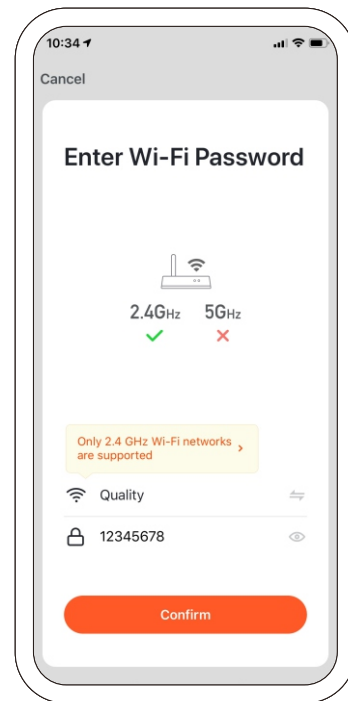 10:34
Cancel
Enter Wi-Fi Password
2.4GHz 5GHz
Only 2.4 GHz Wi-Fi networks
are supported
Quality
12345678
Confirm